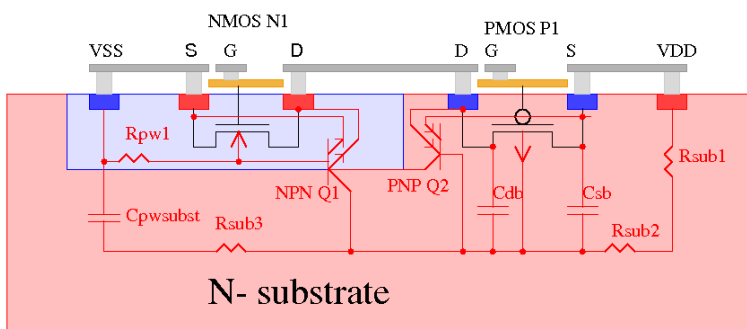 NMOS N1
PMOS P1
VSS S G D D G S VDD
Rpw1
Rsub1
NPN Q1
PNP Q2
Cdb
Csb
Cpwsubst
Rsub3
Rsub2
N- substrate